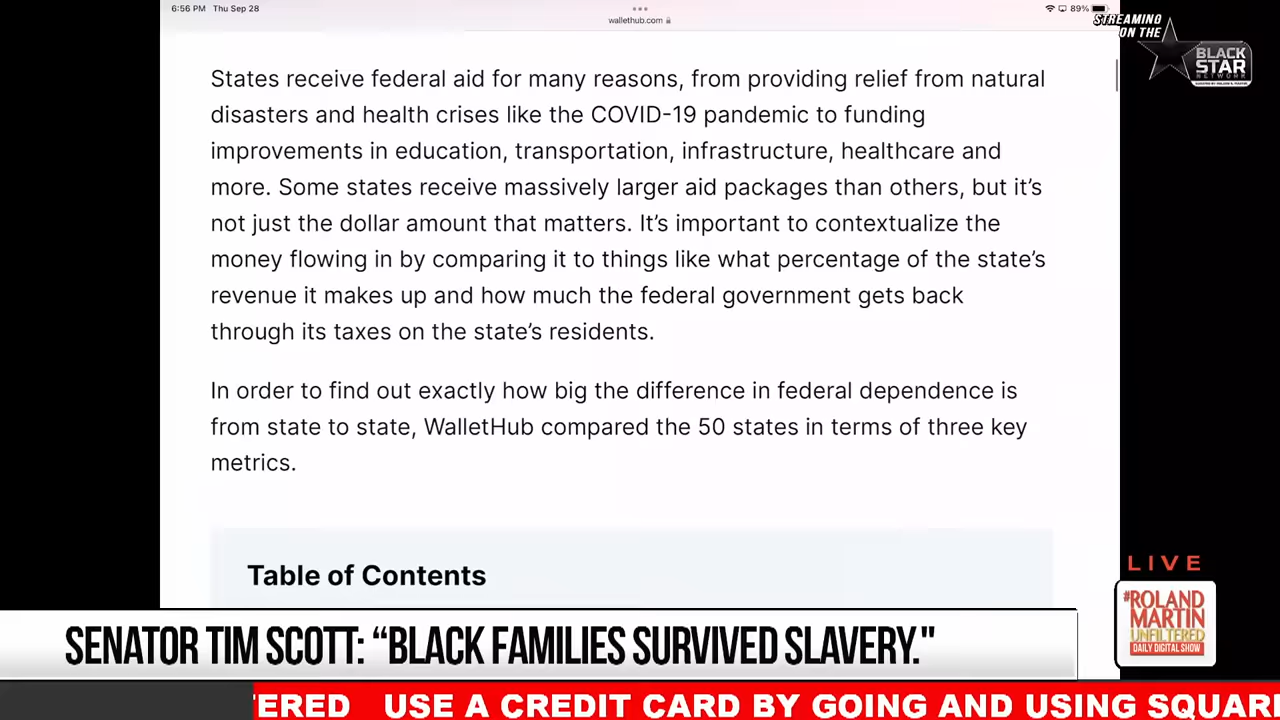 6:56 PM Thu Sep 28
wallethub.com
89%
STREAMING
ON THE
BLACK
STAR
NETWORK
States receive federal aid for many reasons, from providing relief from natural
disasters and health crises like the COVID-19 pandemic to funding
improvements in education, transportation, infrastructure, healthcare and
more. Some states receive massively larger aid packages than others, but it’s
not just the dollar amount that matters. It’s important to contextualize the
money flowing in by comparing it to things like what percentage of the state’s
revenue it makes up and how much the federal government gets back
through its taxes on the state’s residents.
In order to find out exactly how big the difference in federal dependence is
from state to state, WalletHub compared the 50 states in terms of three key
metrics.
Table of Contents
LIVE
#ROLAND
MARTIN
UNFILTERED
DAILY DIGITAL SHOW
SENATOR TIM SCOTT: “BLACK FAMILIES SURVIVED SLAVERY."
ERED USE A CREDIT CARD BY GOING AND USING SQUAR